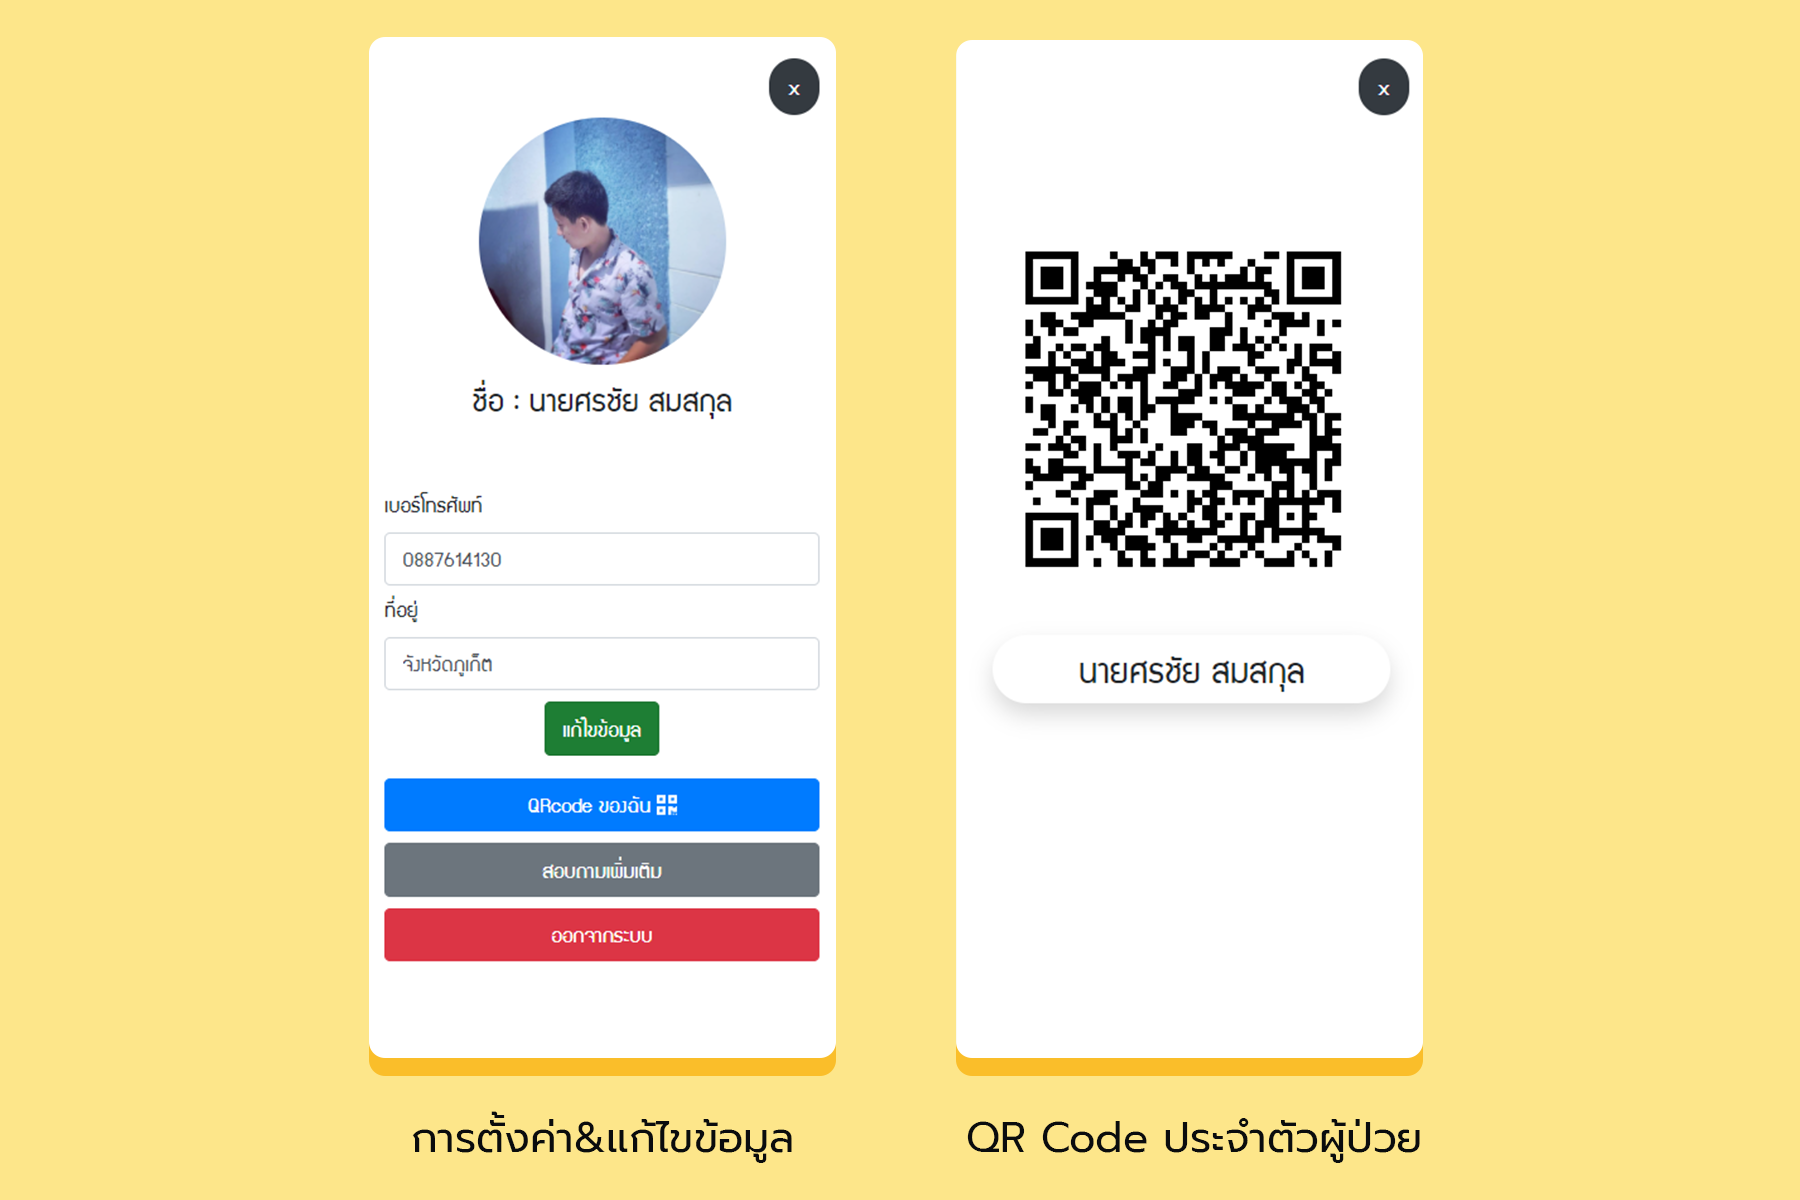 x
ชื่อ : นายศรชัย สมสกุล
เบอร์โทรศัพท์
0887614130
ที่อยู่
จังหวัดภูเก็ต
แก้ไขข้อมูล
QRcode ของฉัน
สอบถามเพิ่มเติม
ออกจากระบบ
การตั้งค่า&แก้ไขข้อมูล
x
นายศรชัย สมสกุล
QR Code ประจำตัวผู้ป่วย